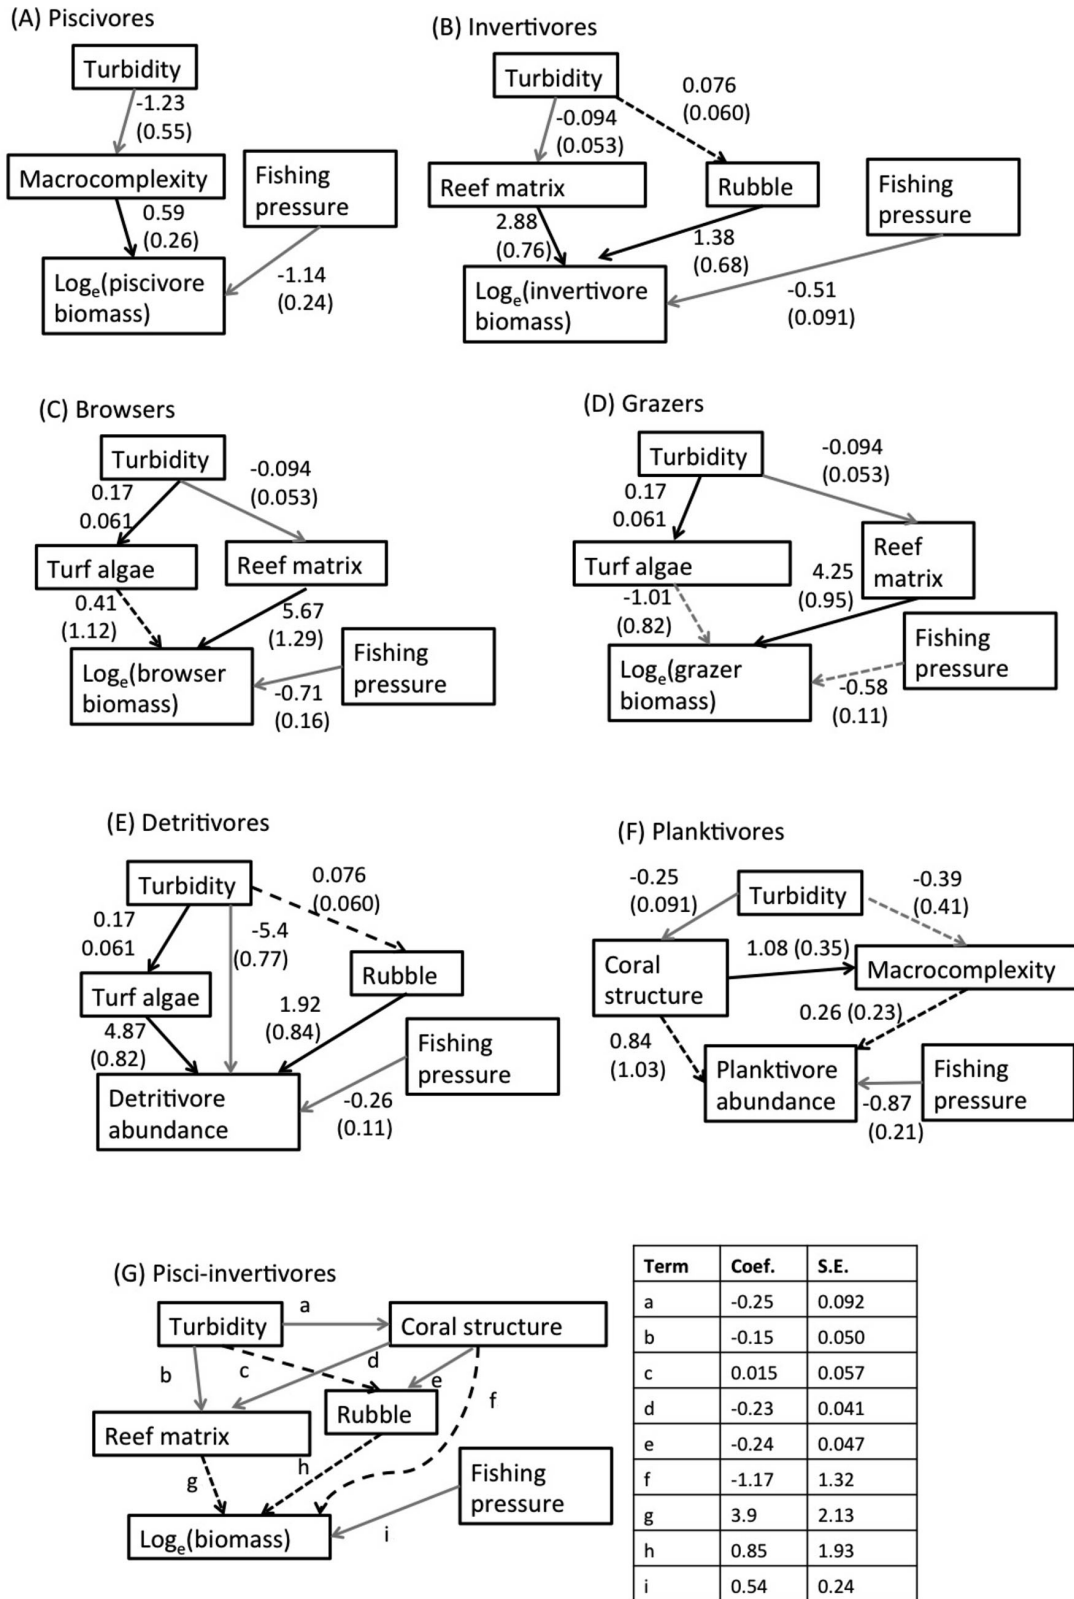 (A) Piscivores
Turbidity
-1.23
(0.55)
Macrocomplexity
Fishing
pressure
0.59
(0.26)
-1.14
(0.24)
Logₑ(piscivore
biomass)
(B) Invertivores
Turbidity
0.076
(0.060)
-0.094
(0.053)
Reef matrix
Rubble
Fishing
pressure
2.88
(0.76)
1.38
(0.68)
Logₑ(invertivore
biomass)
-0.51
(0.091)
(C) Browsers
Turbidity
0.17
0.061
-0.094
(0.053)
Turf algae
Reef matrix
0.41
(1.12)
5.67
(1.29)
Fishing
pressure
Logₑ(browser
biomass)
-0.71
(0.16)
(D) Grazers
Turbidity
-0.094
(0.053)
0.17
0.061
Turf algae
Reef
matrix
-1.01
(0.82)
4.25
(0.95)
Fishing
pressure
Logₑ(grazer
biomass)
-0.58
(0.11)
(E) Detritivores
Turbidity
0.076
(0.060)
0.17
0.061
-5.4
(0.77)
Turf algae
Rubble
4.87
(0.82)
1.92
(0.84)
Fishing
pressure
Detritivore
abundance
-0.26
(0.11)
(F) Planktivores
-0.25
(0.091)
Turbidity
-0.39
(0.41)
Coral
structure
1.08 (0.35)
Macrocomplexity
0.84
(1.03)
0.26 (0.23)
Planktivore
abundance
Fishing
pressure
-0.87
(0.21)
(G) Pisci-invertivores
Turbidity
a
Coral structure
b
c
d
e
f
Reef matrix
Rubble
g
h
Fishing
pressure
Logₑ(biomass)
i
Term Coef. S.E.
a -0.25 0.092
b -0.15 0.050
c 0.015 0.057
d -0.23 0.041
e -0.24 0.047
f -1.17 1.32
g 3.9 2.13
h 0.85 1.93
i 0.54 0.24